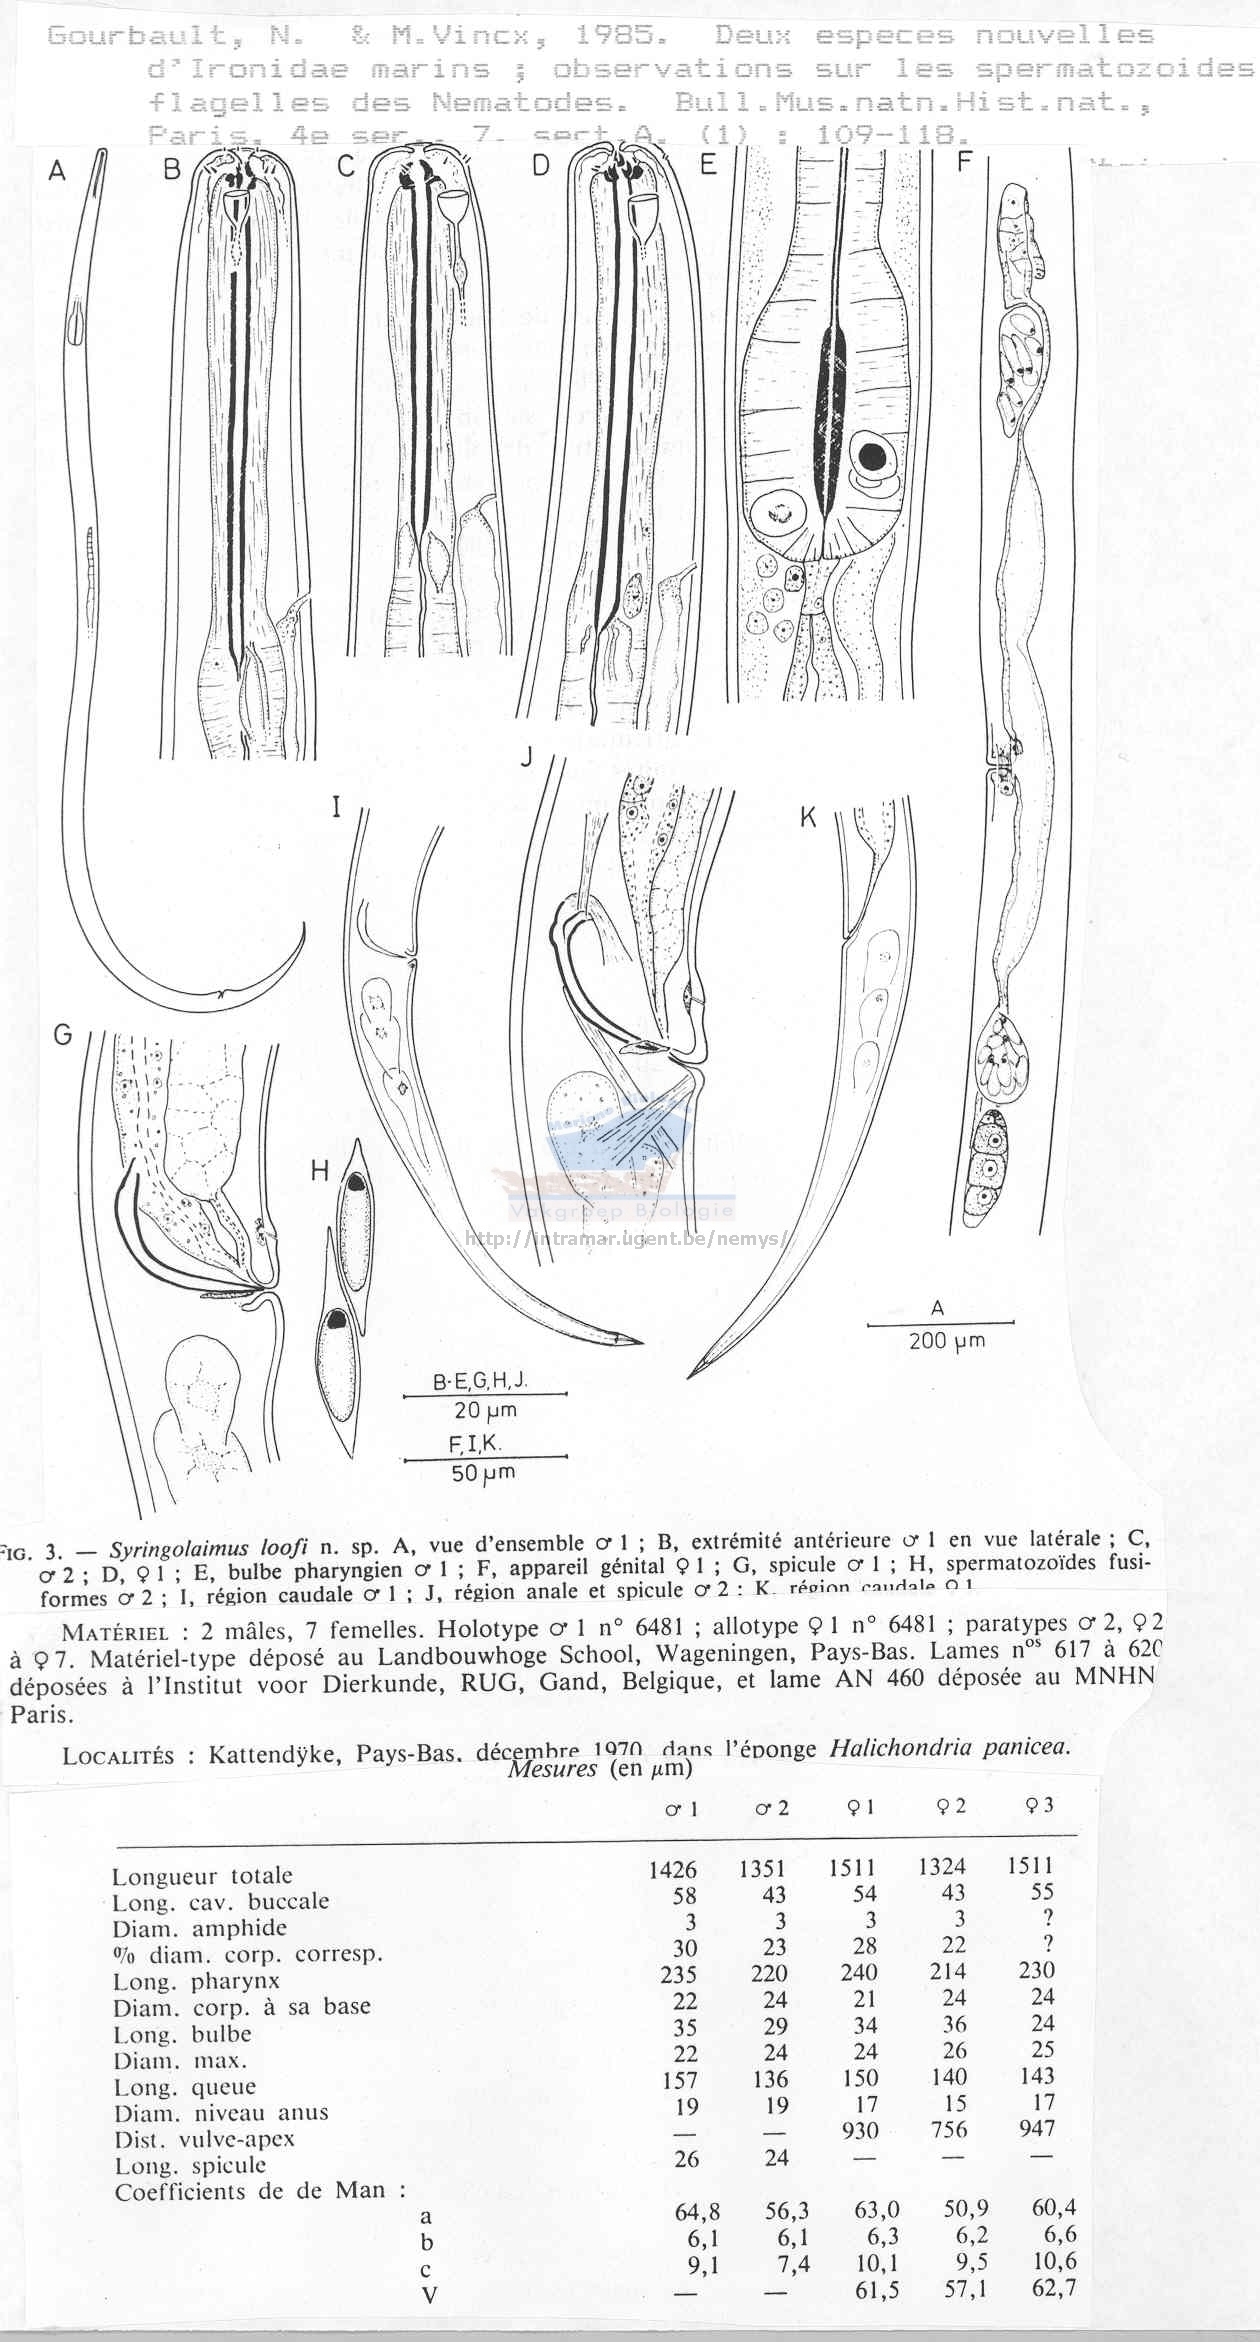 Gourbault, N. & M.Vincx, 1985. Deux especes nouvelles
d'Ironidae marins ; observations sur les spermatozoides
flagelles des Nematodes. Bull.Mus.natn.Hist.nat.,
Paris, 4e ser., 7, sect.A, (1) : 109-118.
A B C D E F
J
I K
G
H
Vakgroep Biologie
http://intramar.ugent.be/nemys/
A
200 µm
B-E,G,H,J.
20 µm
F,I,K.
50 µm
FIG. 3. — Syringolaimus loofi n. sp. A, vue d'ensemble ♂ 1 ; B, extrémité antérieure ♂ 1 en vue latérale ; C,
♂ 2 ; D, ♀ 1 ; E, bulbe pharyngien ♂ 1 ; F, appareil génital ♀ 1 ; G, spicule ♂ 1 ; H, spermatozoïdes fusi-
formes ♂ 2 ; I, région caudale ♂ 1 ; J, région anale et spicule ♂ 2 : K, région caudale ♀ 1
MATÉRIEL : 2 mâles, 7 femelles. Holotype ♂ 1 n° 6481 ; allotype ♀ 1 n° 6481 ; paratypes ♂ 2, ♀ 2
à ♀ 7. Matériel-type déposé au Landbouwhoge School, Wageningen, Pays-Bas. Lames nos 617 à 620
déposées à l'Institut voor Dierkunde, RUG, Gand, Belgique, et lame AN 460 déposée au MNHN
Paris.
LOCALITÉS : Kattendÿke, Pays-Bas, décembre 1970, dans l'éponge Halichondria panicea.
Mesures (en µm)
♂ 1 ♂ 2 ♀ 1 ♀ 2 ♀ 3
Longueur totale 1426 1351 1511 1324 1511
Long. cav. buccale 58 43 54 43 55
Diam. amphide 3 3 3 3 ?
% diam. corp. corresp. 30 23 28 22 ?
Long. pharynx 235 220 240 214 230
Diam. corp. à sa base 22 24 21 24 24
Long. bulbe 35 29 34 36 24
Diam. max. 22 24 24 26 25
Long. queue 157 136 150 140 143
Diam. niveau anus 19 19 17 15 17
Dist. vulve-apex — — 930 756 947
Long. spicule 26 24 — — —
Coefficients de de Man :
a 64,8 56,3 63,0 50,9 60,4
b 6,1 6,1 6,3 6,2 6,6
c 9,1 7,4 10,1 9,5 10,6
V — — 61,5 57,1 62,7